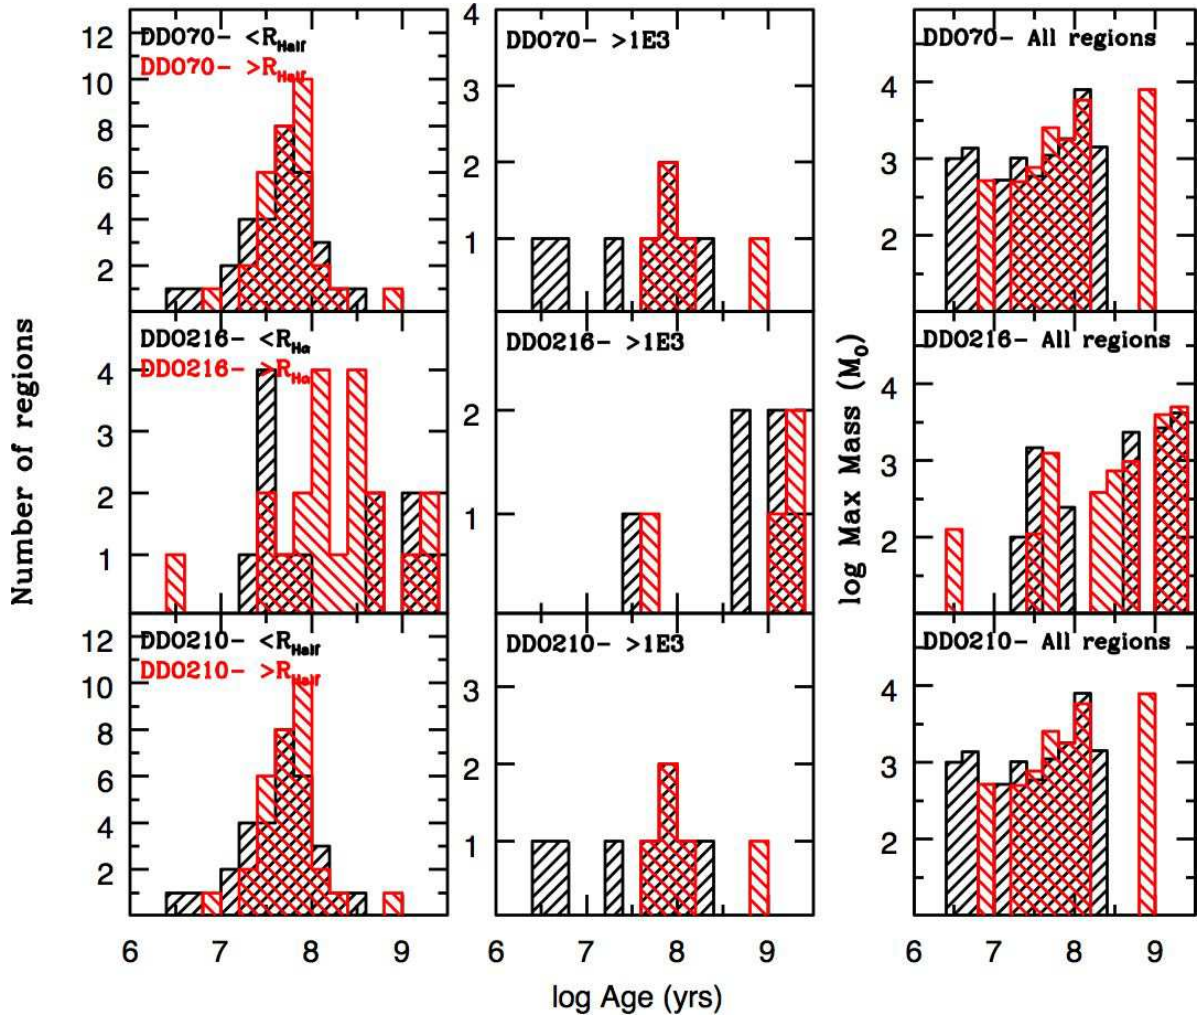 DDO70- <R_Half
DDO70- >R_Half
12
10
8
6
4
2
DDO70- >1E3
4
3
2
1
DDO70- All regions
4
3
2
DDO216- <R_Hα
DDO216- >R_Hα
4
3
2
1
DDO216- >1E3
2
1
DDO216- All regions
4
3
2
DDO210- <R_Half
DDO210- >R_Half
12
10
8
6
4
2
DDO210- >1E3
3
2
1
DDO210- All regions
4
3
2
Number of regions
log Max Mass (M_0)
6 7 8 9 6 7 8 9 6 7 8 9
log Age (yrs)